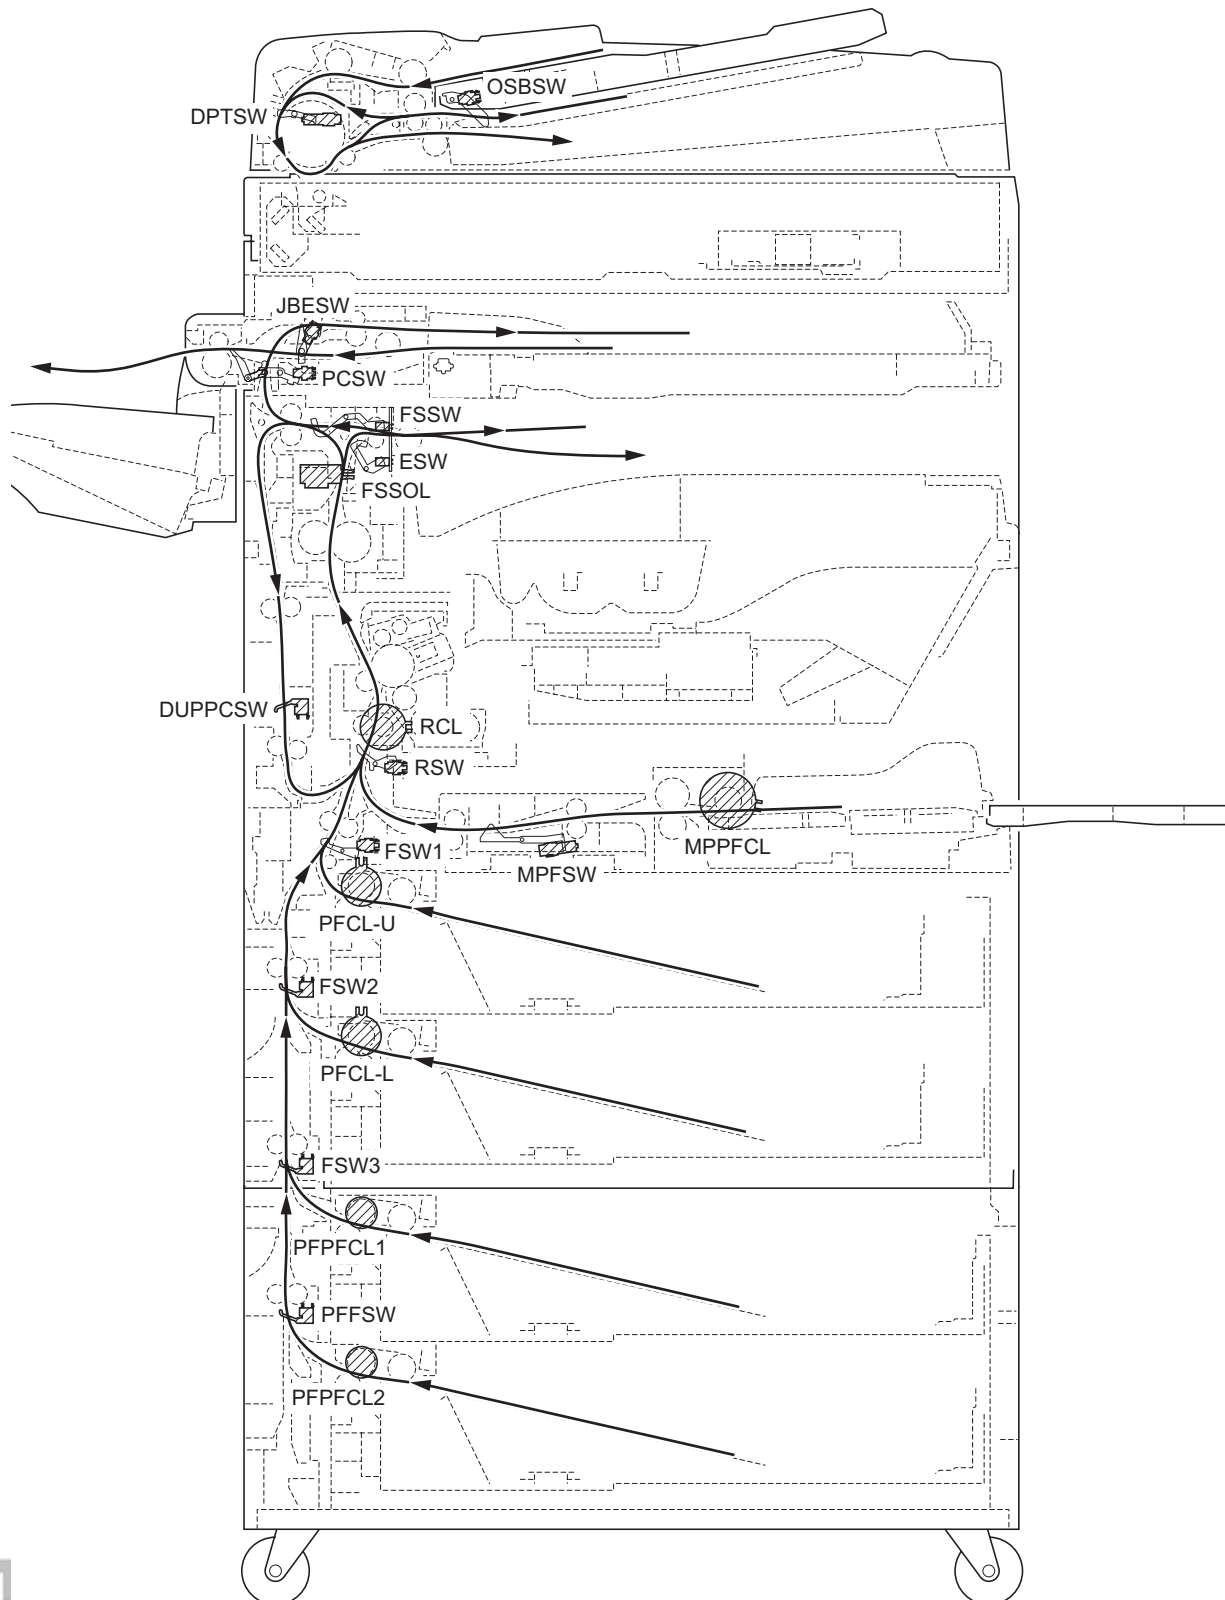 OSBSW
DPTSW
JBESW
PCSW
FSSW
ESW
FSSOL
DUPPCSW
RCL
RSW
MPPFCL
FSW1
MPFSW
PFCL-U
FSW2
PFCL-L
FSW3
PFPFCL1
PFFSW
PFPFCL2